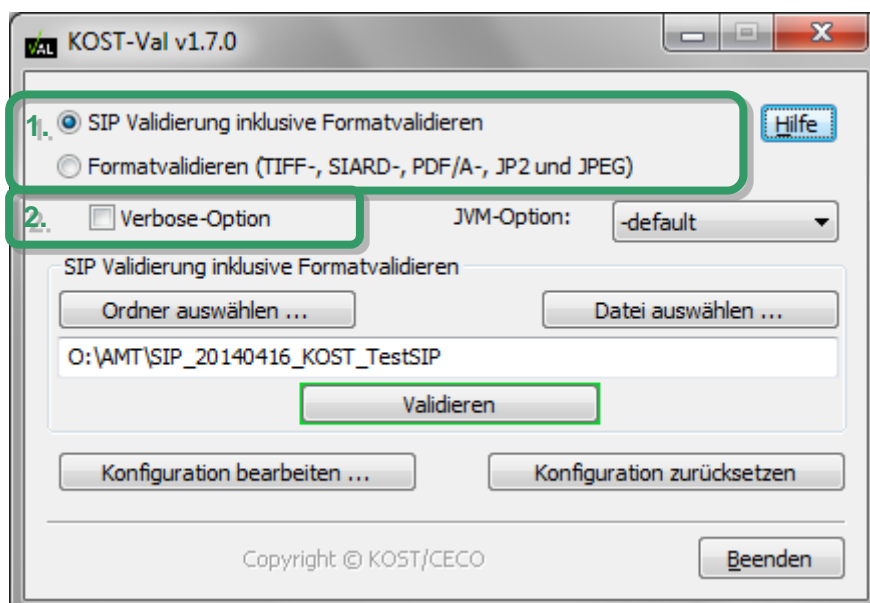 VAL KOST-Val v1.7.0
1. SIP Validierung inklusive Formatvalidieren Hilfe
Formatvalidieren (TIFF-, SIARD-, PDF/A-, JP2 und JPEG)
2. Verbose-Option JVM-Option: -default
SIP Validierung inklusive Formatvalidieren
Ordner auswählen ... Datei auswählen ...
O:\AMT\SIP_20140416_KOST_TestSIP
Validieren
Konfiguration bearbeiten ... Konfiguration zurücksetzen
Copyright © KOST/CECO Beenden